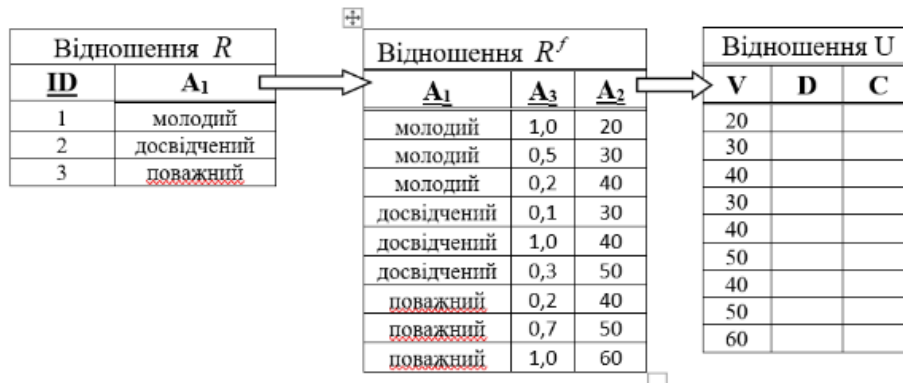 Відношення R
ID A1
1 молодий
2 досвідчений
3 поважний
Відношення R^f
A1 A3 A2
молодий 1,0 20
молодий 0,5 30
молодий 0,2 40
досвідчений 0,1 30
досвідчений 1,0 40
досвідчений 0,3 50
поважний 0,2 40
поважний 0,7 50
поважний 1,0 60
Відношення U
V D C
20
30
40
30
40
50
40
50
60